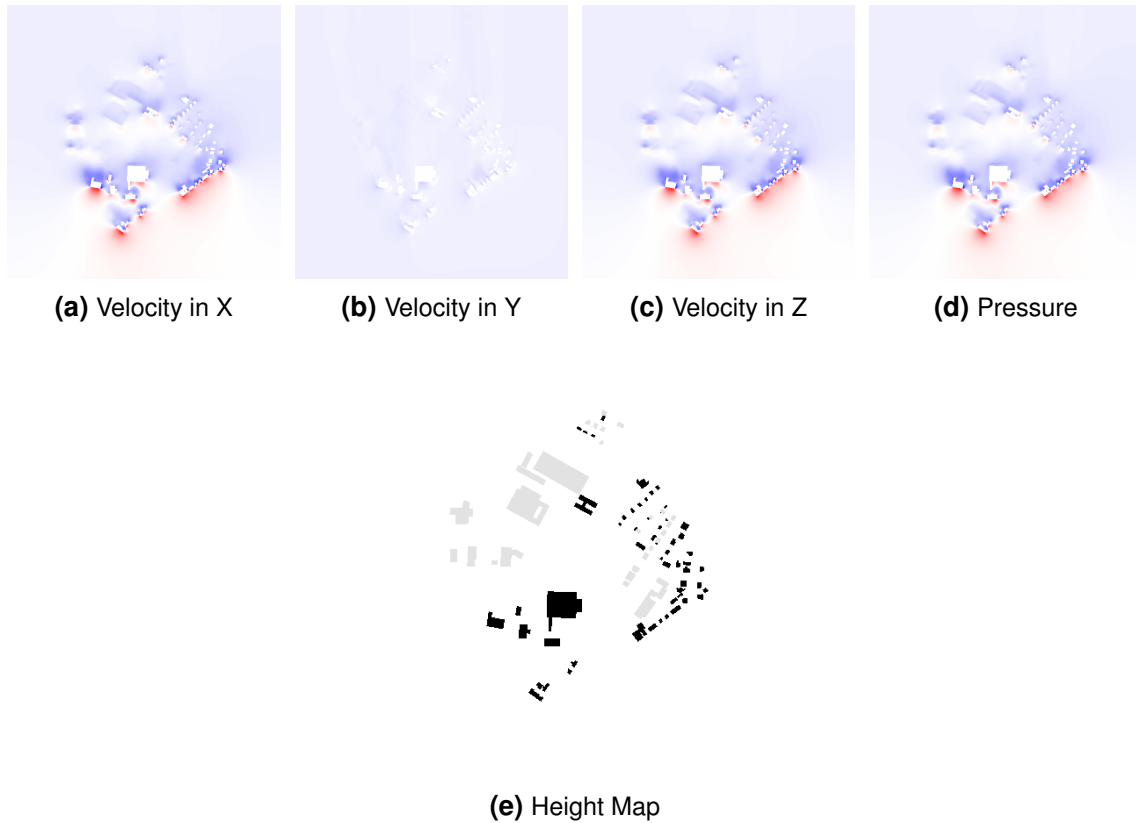 (a) Velocity in X
(b) Velocity in Y
(c) Velocity in Z
(d) Pressure
(e) Height Map